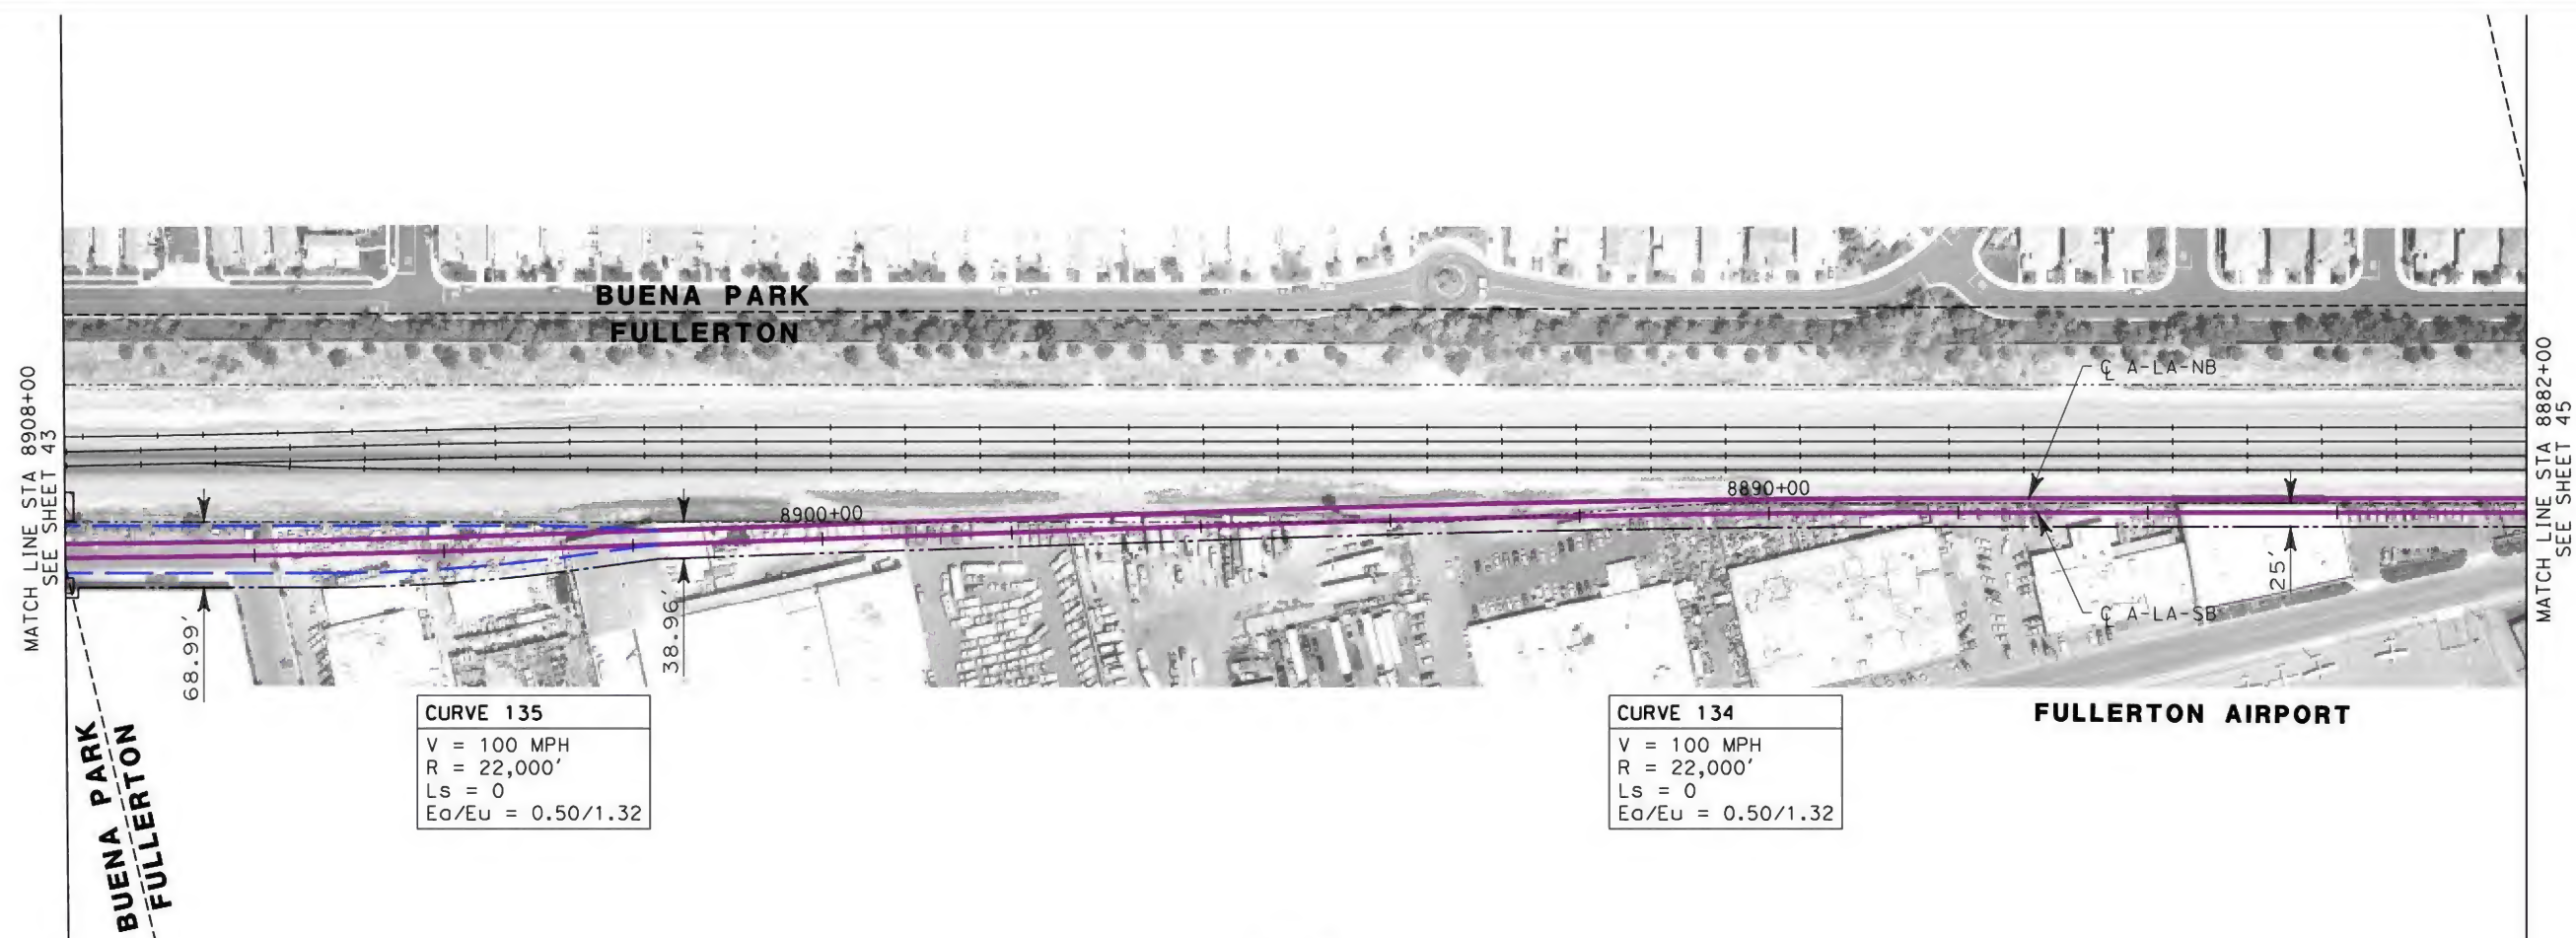 BUENA PARK
FULLERTON
MATCH LINE STA 8908+00
SEE SHEET 43
℄ A-LA-NB
MATCH LINE STA 8882+00
SEE SHEET 45
8900+00
8890+00
68.99'
38.96'
25'
℄ A-LA-SB
CURVE 135
V = 100 MPH
R = 22,000'
Ls = 0
Ea/Eu = 0.50/1.32
CURVE 134
V = 100 MPH
R = 22,000'
Ls = 0
Ea/Eu = 0.50/1.32
FULLERTON AIRPORT
BUENA PARK
FULLERTON